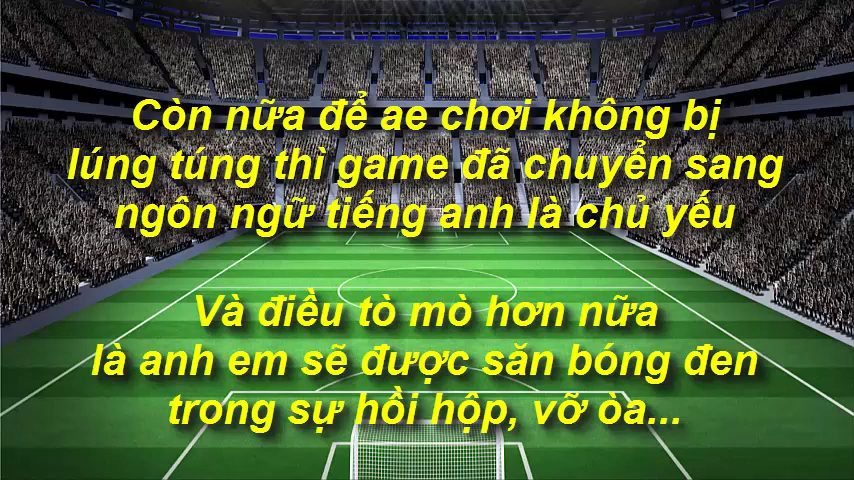 Còn nữa để ae chơi không bị
lúng túng thì game đã chuyển sang
ngôn ngữ tiếng anh là chủ yếu
Và điều tò mò hơn nữa
là anh em sẽ được săn bóng đen
trong sự hồi hộp, vỡ òa...